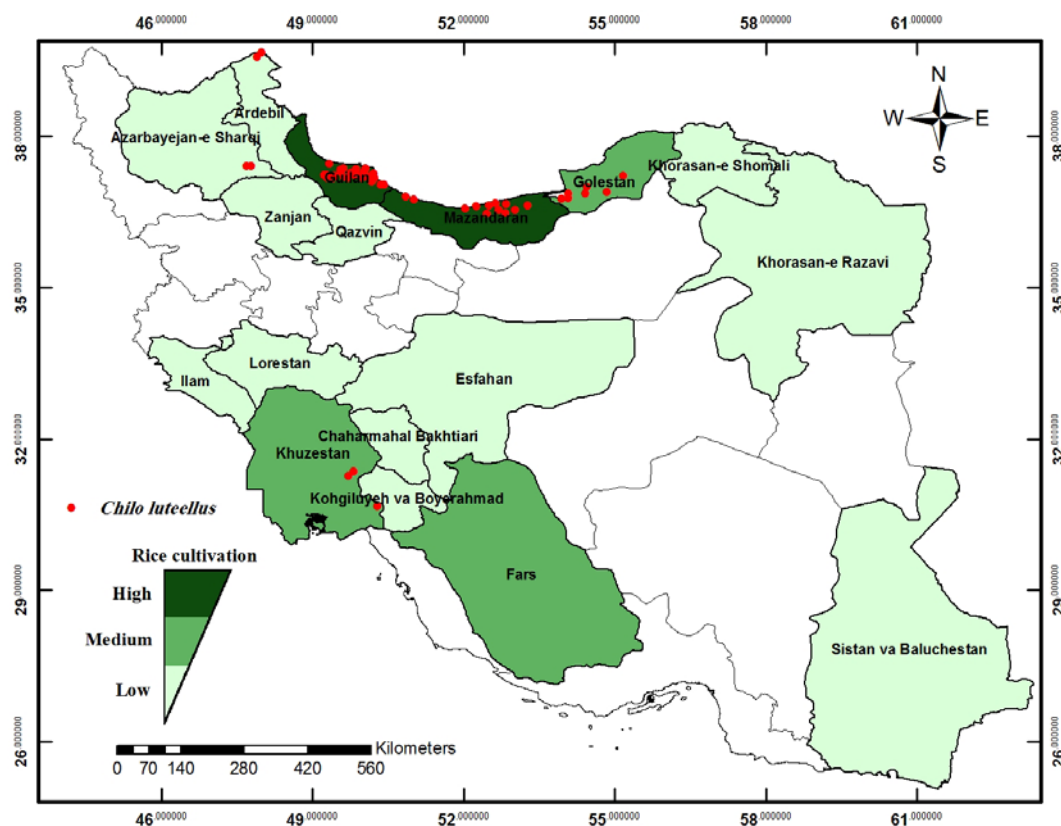 46.000000 49.000000 52.000000 55.000000 58.000000 61.000000
N
W E
S
38.000000 38.000000
Ardebil
Azarbayejan-e Sharqi
Khorasan-e Shomali
Guilan
Golestan
Zanjan
Mazandaran
Qazvin
Khorasan-e Razavi
35.000000 35.000000
Lorestan
Ilam
Esfahan
Chaharmahal Bakhtiari
32.000000 32.000000
Khuzestan
Kohgiluyeh va Boyerahmad
Chilo luteellus
Rice cultivation
High
Fars
29.000000 29.000000
Medium
Sistan va Baluchestan
Low
26.000000 26.000000
Kilometers
0 70 140 280 420 560
46.000000 49.000000 52.000000 55.000000 58.000000 61.000000